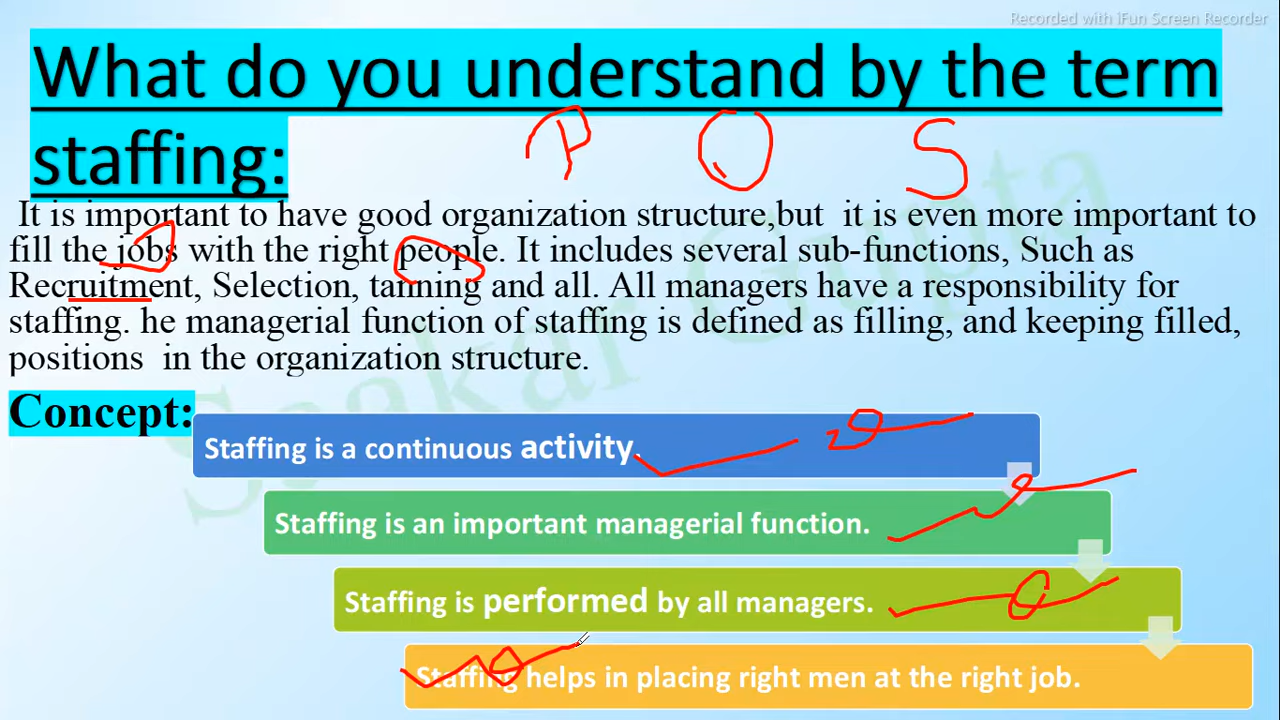 Recorded with iFun Screen Recorder
What do you understand by the term
staffing:
P O S
It is important to have good organization structure,but it is even more important to
fill the jobs with the right people. It includes several sub-functions, Such as
Recruitment, Selection, tanning and all. All managers have a responsibility for
staffing. he managerial function of staffing is defined as filling, and keeping filled,
positions in the organization structure.
Concept:
Staffing is a continuous activity.
Staffing is an important managerial function.
Staffing is performed by all managers.
Staffing helps in placing right men at the right job.
Saakar Gupta